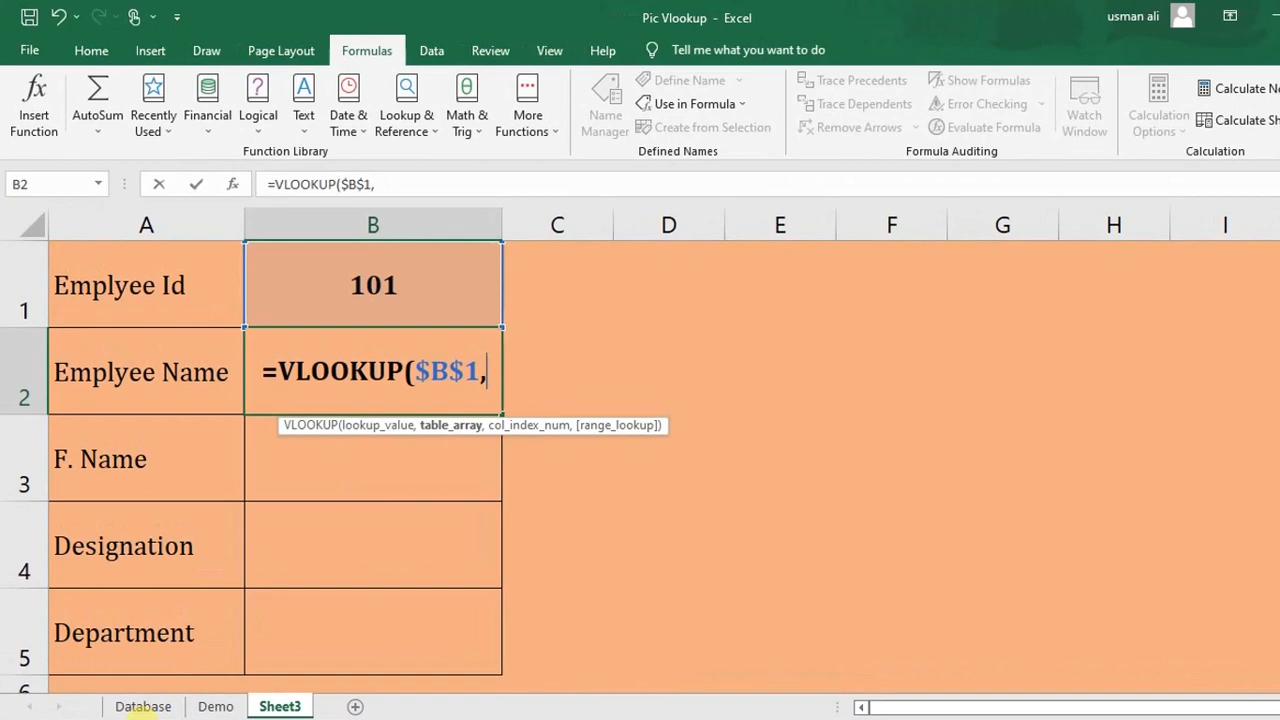 Pic Vlookup - Excel
usman ali
File Home Insert Draw Page Layout Formulas Data Review View Help Tell me what you want to do
fx Insert Function
AutoSum
Recently Used
Financial
Logical
Text
Date & Time
Lookup & Reference
Math & Trig
More Functions
Function Library
Name Manager
Define Name
Use in Formula
Create from Selection
Defined Names
Trace Precedents
Trace Dependents
Remove Arrows
Show Formulas
Error Checking
Evaluate Formula
Watch Window
Formula Auditing
Calculation Options
Calculate
Calculate
Calculation
B2 fx =VLOOKUP($B$1,
A B C D E F G H I
1 Emplyee Id 101
2 Emplyee Name =VLOOKUP($B$1,
VLOOKUP(lookup_value, table_array, col_index_num, [range_lookup])
3 F. Name
4 Designation
5 Department
6
Database Demo Sheet3